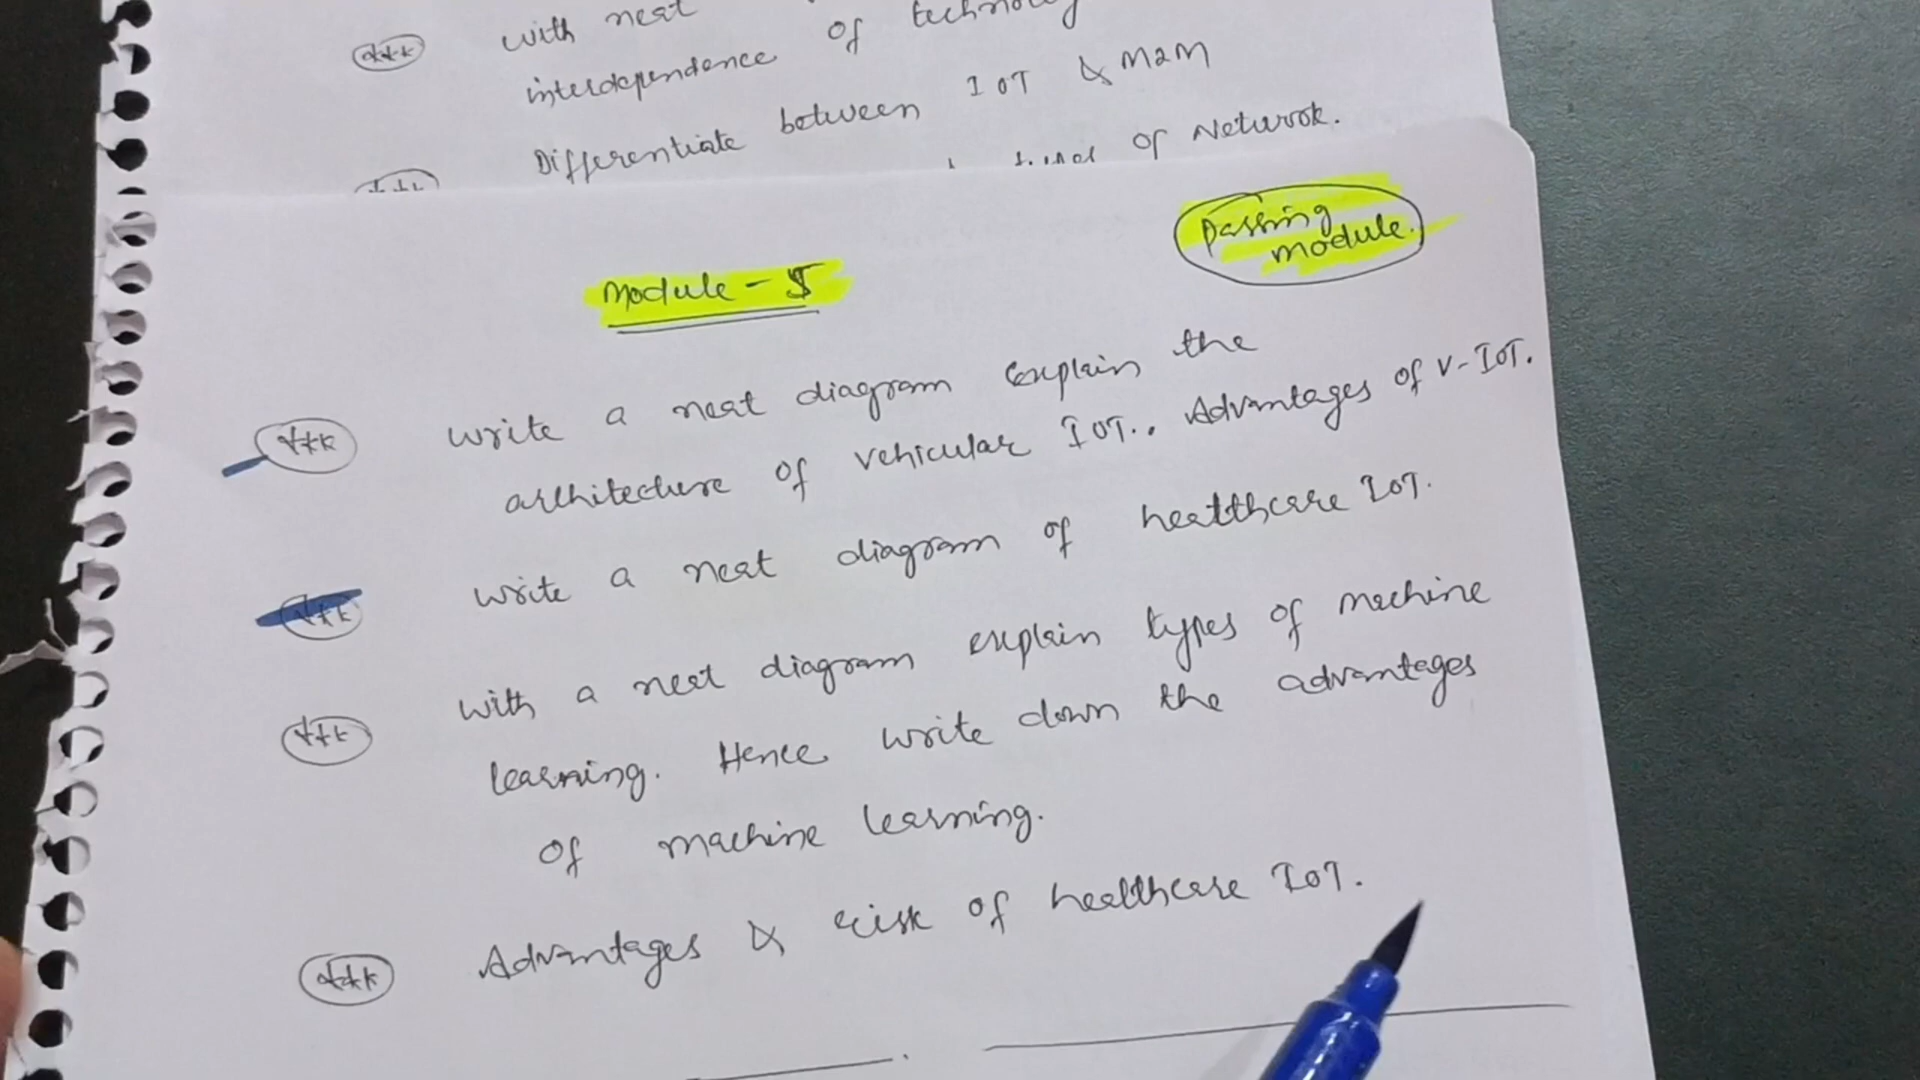 *** with neat
interdependence of technolog
Differentiate between IOT & M2M
of Network.
Passing
module.
Module - 5
*** Write a neat diagram explain the
architecture of vehicular IOT.. Advantages of V-IOT.
*** Write a neat diagram of healthcare IOT.
*** With a neat diagram explain types of machine
learning. Hence write down the advantages
of machine learning.
*** Advantages & risk of healthcare IOT.